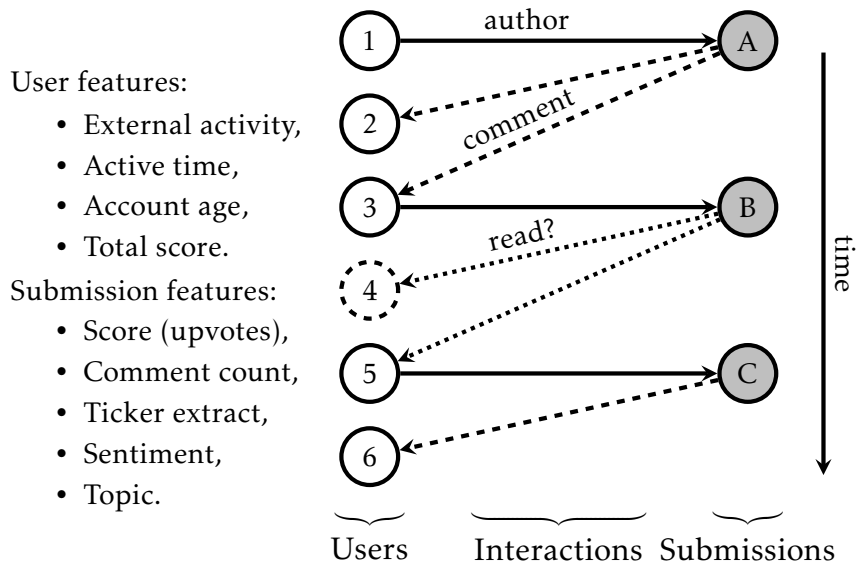 author
1
A
User features:
• External activity,
• Active time,
• Account age,
• Total score.
2
comment
3
B
read?
time
4
Submission features:
• Score (upvotes),
• Comment count,
• Ticker extract,
• Sentiment,
• Topic.
5
C
6
Users
Interactions
Submissions